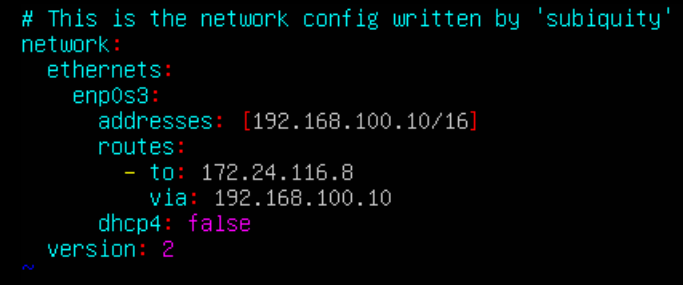 # This is the network config written by 'subiquity'
network:
  ethernets:
    enp0s3:
      addresses: [192.168.100.10/16]
      routes:
        - to: 172.24.116.8
          via: 192.168.100.10
      dhcp4: false
  version: 2
~